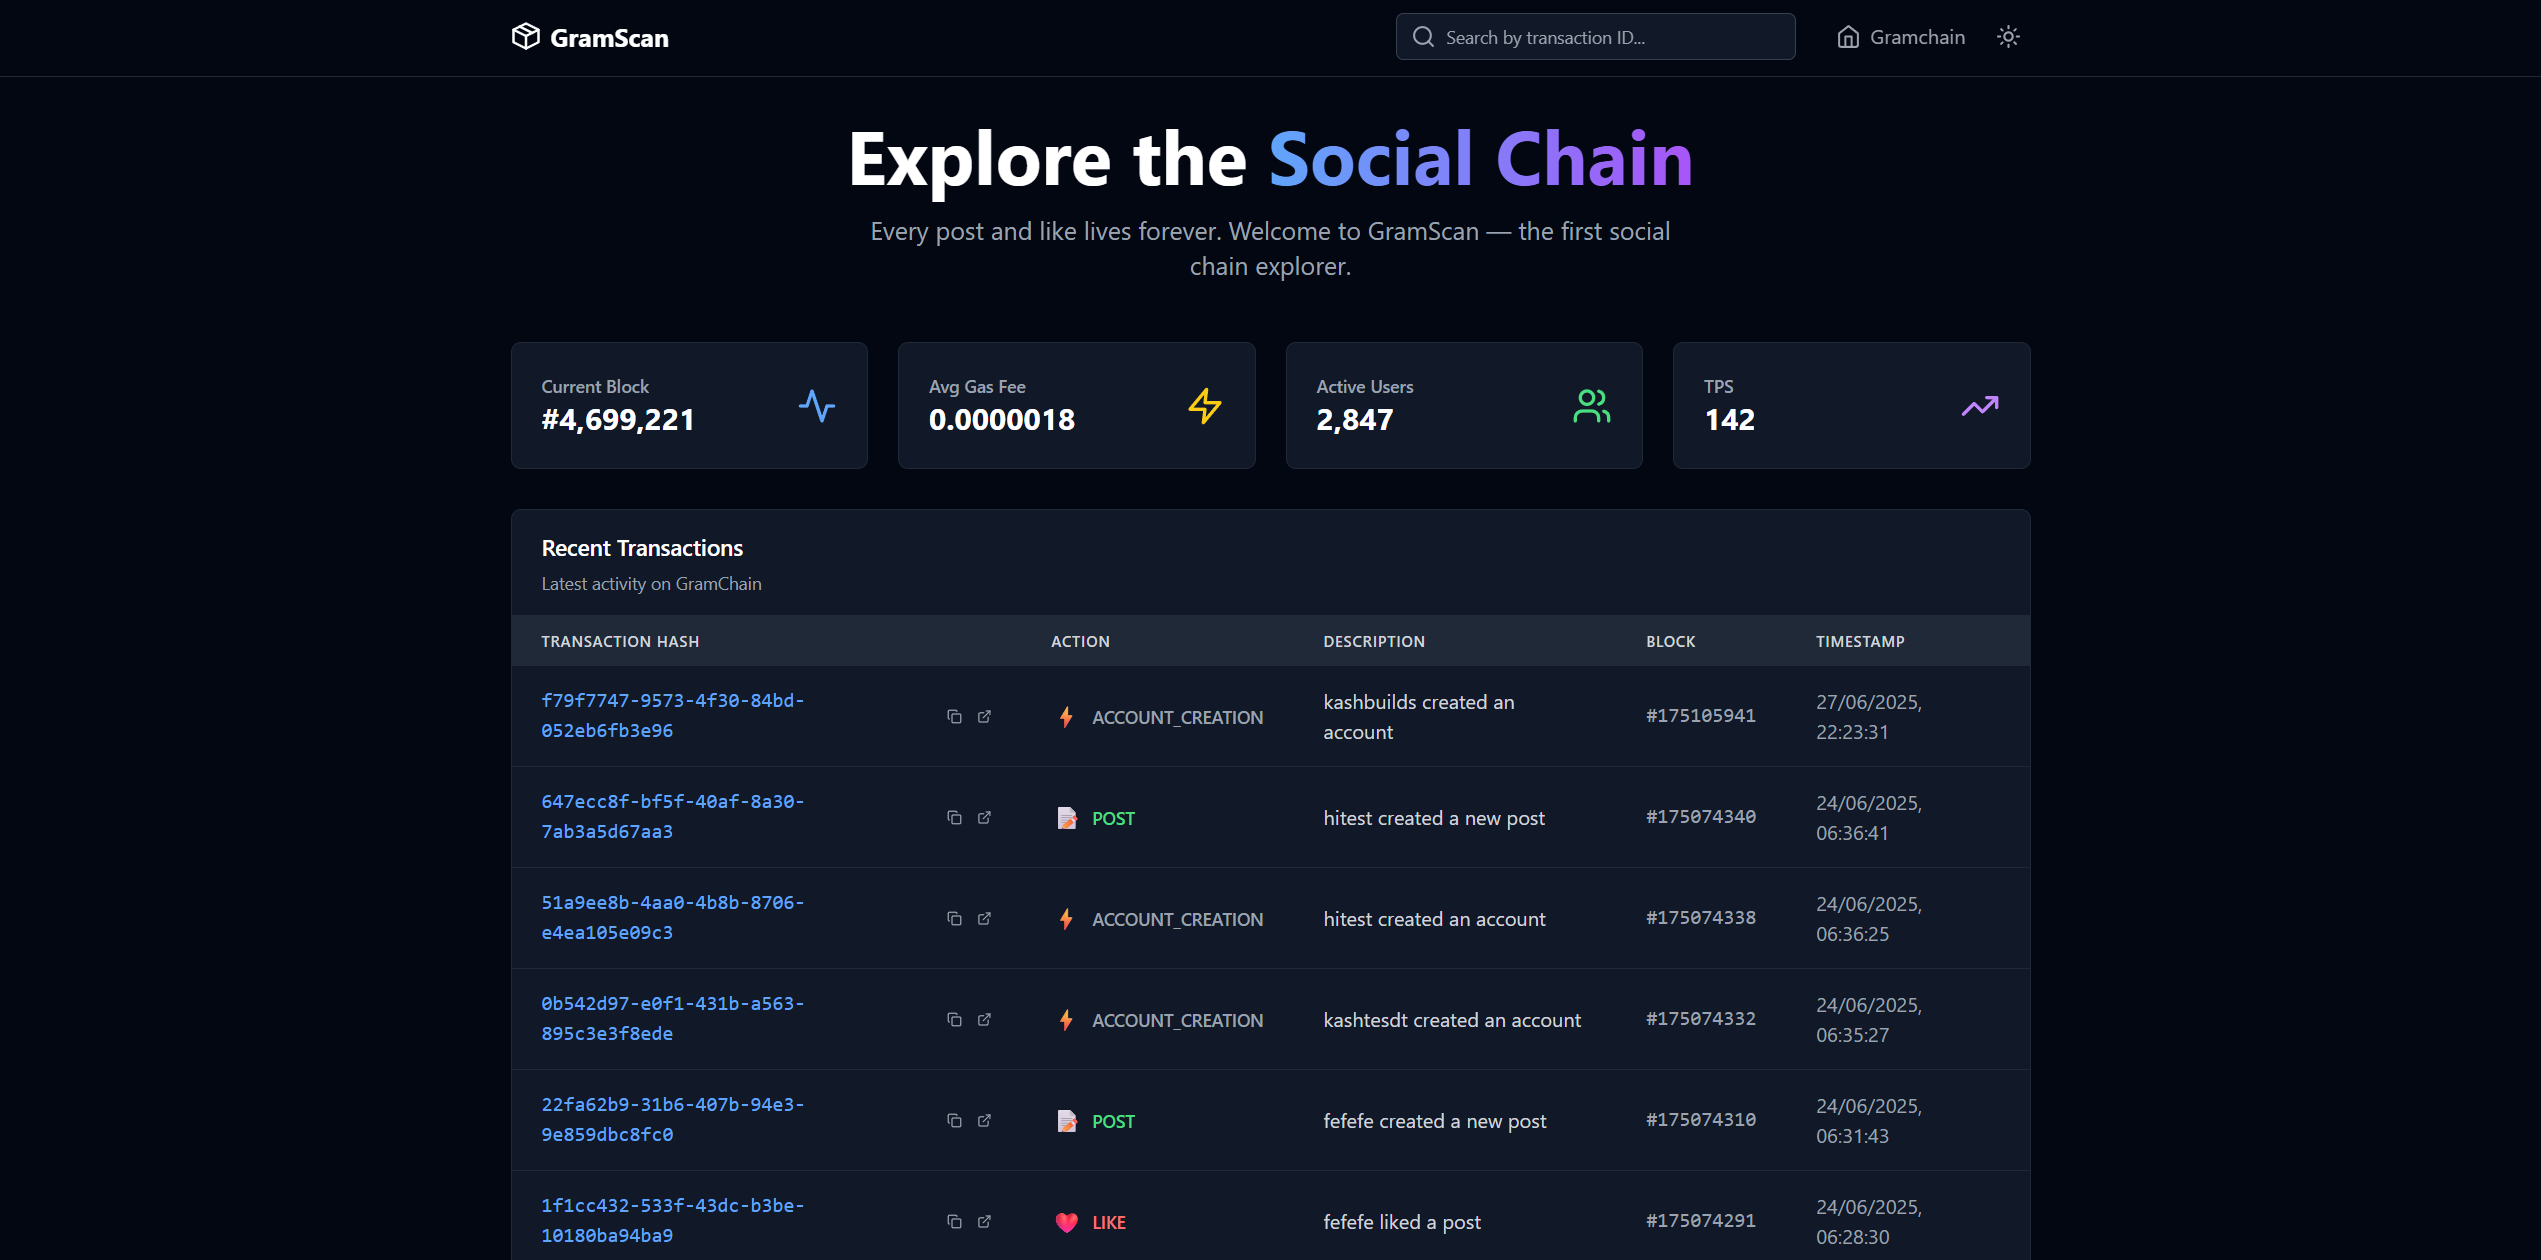 GramScan
Search by transaction ID...
Gramchain
Explore the Social Chain
Every post and like lives forever. Welcome to GramScan — the first social
chain explorer.
Current Block
#4,699,221
Avg Gas Fee
0.0000018
Active Users
2,847
TPS
142
Recent Transactions
Latest activity on GramChain
TRANSACTION HASH
ACTION
DESCRIPTION
BLOCK
TIMESTAMP
f79f7747-9573-4f30-84bd-
052eb6fb3e96
ACCOUNT_CREATION
kashbuilds created an
account
#175105941
27/06/2025,
22:23:31
647ecc8f-bf5f-40af-8a30-
7ab3a5d67aa3
POST
hitest created a new post
#175074340
24/06/2025,
06:36:41
51a9ee8b-4aa0-4b8b-8706-
e4ea105e09c3
ACCOUNT_CREATION
hitest created an account
#175074338
24/06/2025,
06:36:25
0b542d97-e0f1-431b-a563-
895c3e3f8ede
ACCOUNT_CREATION
kashtesdt created an account
#175074332
24/06/2025,
06:35:27
22fa62b9-31b6-407b-94e3-
9e859dbc8fc0
POST
fefefe created a new post
#175074310
24/06/2025,
06:31:43
1f1cc432-533f-43dc-b3be-
10180ba94ba9
LIKE
fefefe liked a post
#175074291
24/06/2025,
06:28:30